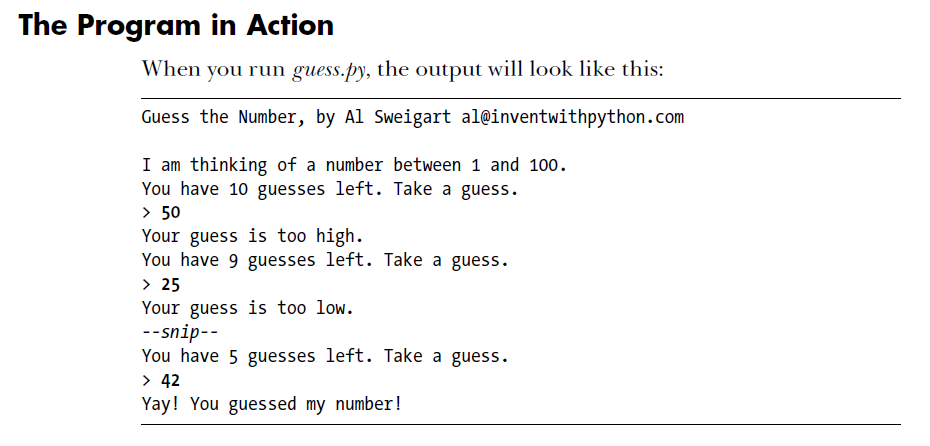 The Program in Action
When you run guess.py, the output will look like this:
Guess the Number, by Al Sweigart al@inventwithpython.com
I am thinking of a number between 1 and 100.
You have 10 guesses left. Take a guess.
> 50
Your guess is too high.
You have 9 guesses left. Take a guess.
> 25
Your guess is too low.
--snip--
You have 5 guesses left. Take a guess.
> 42
Yay! You guessed my number!